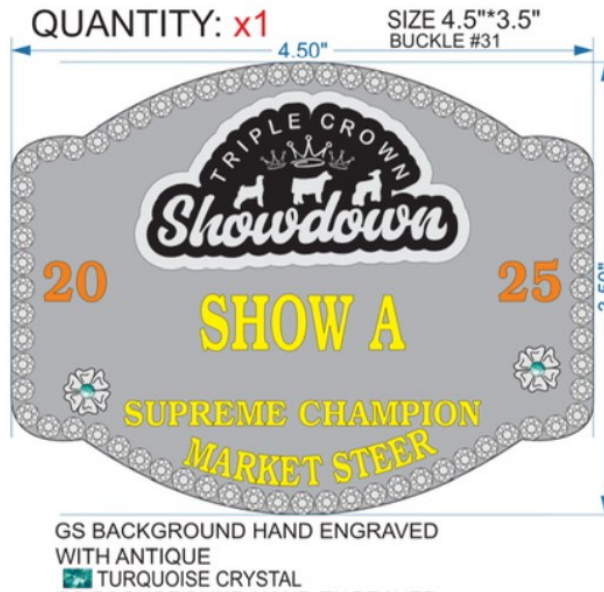 QUANTITY: x1
SIZE 4.5"*3.5"
BUCKLE #31
4.50"
TRIPLE CROWN
Showdown
20
25
SHOW A
SUPREME CHAMPION
MARKET STEER
GS BACKGROUND HAND ENGRAVED
WITH ANTIQUE
TURQUOISE CRYSTAL